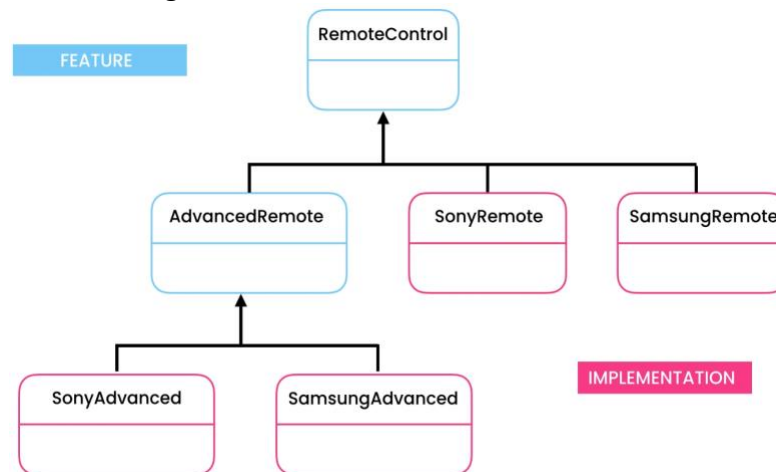 RemoteControl
FEATURE
AdvancedRemote
SonyRemote
SamsungRemote
IMPLEMENTATION
SonyAdvanced
SamsungAdvanced